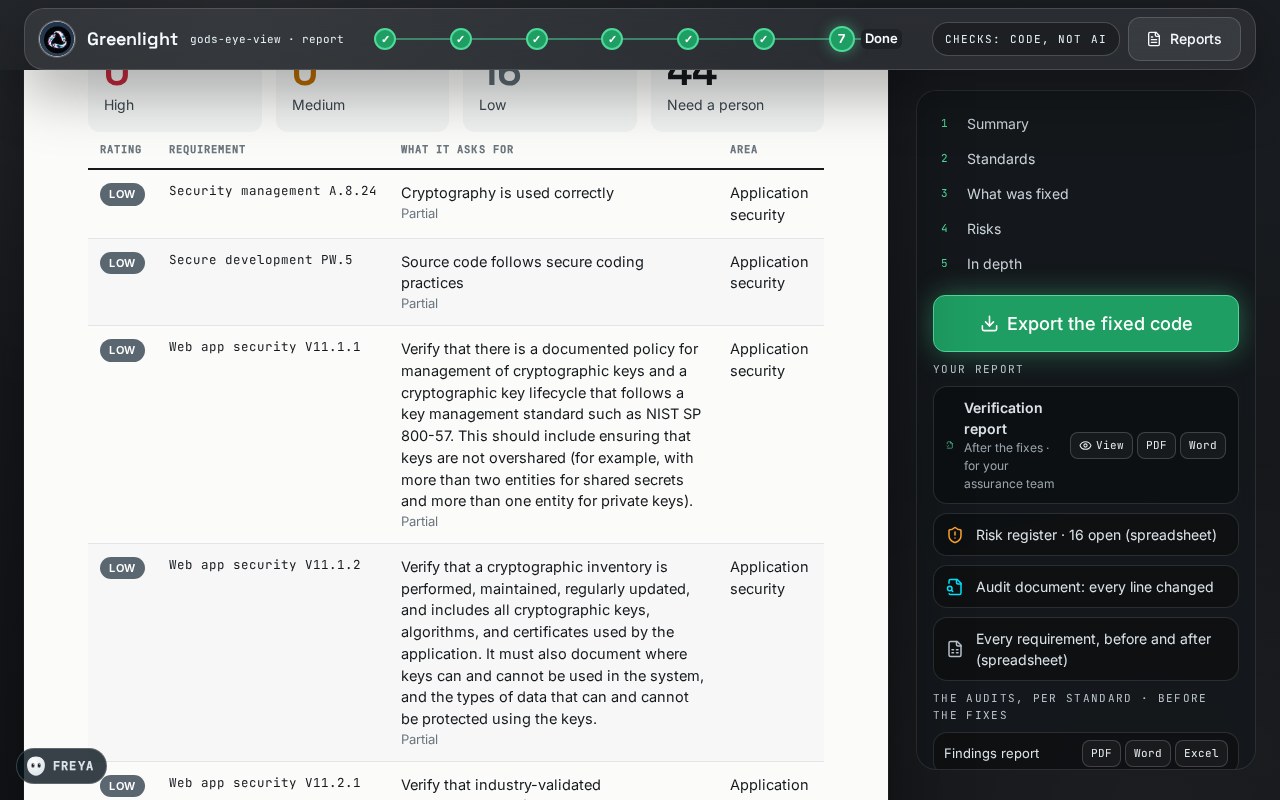 Greenlight
gods-eye-view · report
7
Done
CHECKS: CODE, NOT AI
Reports
0
0
16
44
High
Medium
Low
Need a person
RATING
REQUIREMENT
WHAT IT ASKS FOR
AREA
LOW
Security management A.8.24
Cryptography is used correctly
Partial
Application
security
LOW
Secure development PW.5
Source code follows secure coding
practices
Partial
Application
security
LOW
Web app security V11.1.1
Verify that there is a documented policy for
management of cryptographic keys and a
cryptographic key lifecycle that follows a
key management standard such as NIST SP
800-57. This should include ensuring that
keys are not overshared (for example, with
more than two entities for shared secrets
and more than one entity for private keys).
Partial
Application
security
LOW
Web app security V11.1.2
Verify that a cryptographic inventory is
performed, maintained, regularly updated,
and includes all cryptographic keys,
algorithms, and certificates used by the
application. It must also document where
keys can and cannot be used in the system,
and the types of data that can and cannot
be protected using the keys.
Partial
Application
security
LOW
Web app security V11.2.1
Verify that industry-validated
Application
FREYA
1 Summary
2 Standards
3 What was fixed
4 Risks
5 In depth
Export the fixed code
YOUR REPORT
Verification
report
After the fixes ·
for your
assurance team
View
PDF
Word
Risk register · 16 open (spreadsheet)
Audit document: every line changed
Every requirement, before and after
(spreadsheet)
THE AUDITS, PER STANDARD · BEFORE
THE FIXES
Findings report
PDF
Word
Excel